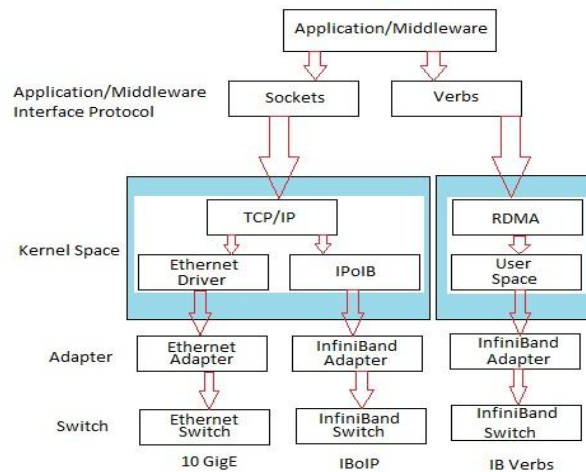 Application/Middleware
Application/Middleware
Interface Protocol
Sockets
Verbs
Kernel Space
TCP/IP
RDMA
Ethernet
Driver
IPoIB
User
Space
Adapter
Ethernet
Adapter
InfiniBand
Adapter
InfiniBand
Adapter
Switch
Ethernet
Switch
InfiniBand
Switch
InfiniBand
Switch
10 GigE
IBoIP
IB Verbs